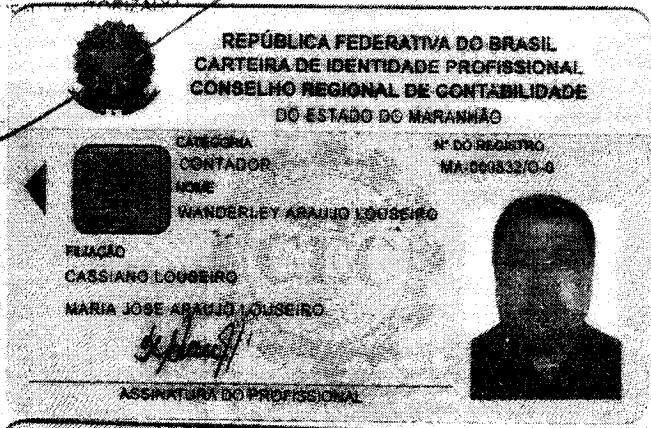 REPÚBLICA FEDERATIVA DO BRASIL
CARTEIRA DE IDENTIDADE PROFISSIONAL
CONSELHO REGIONAL DE CONTABILIDADE
DO ESTADO DO MARANHÃO
CATEGORIA
CONTADOR
Nº DO REGISTRO
NOME
WANDERLEY ARAUJO LOUSEIRO
FILIAÇÃO
CASSIANO LOUSEIRO
MARIA JOSE ARAUJO LOUSEIRO
ASSINATURA DO PROFISSIONAL